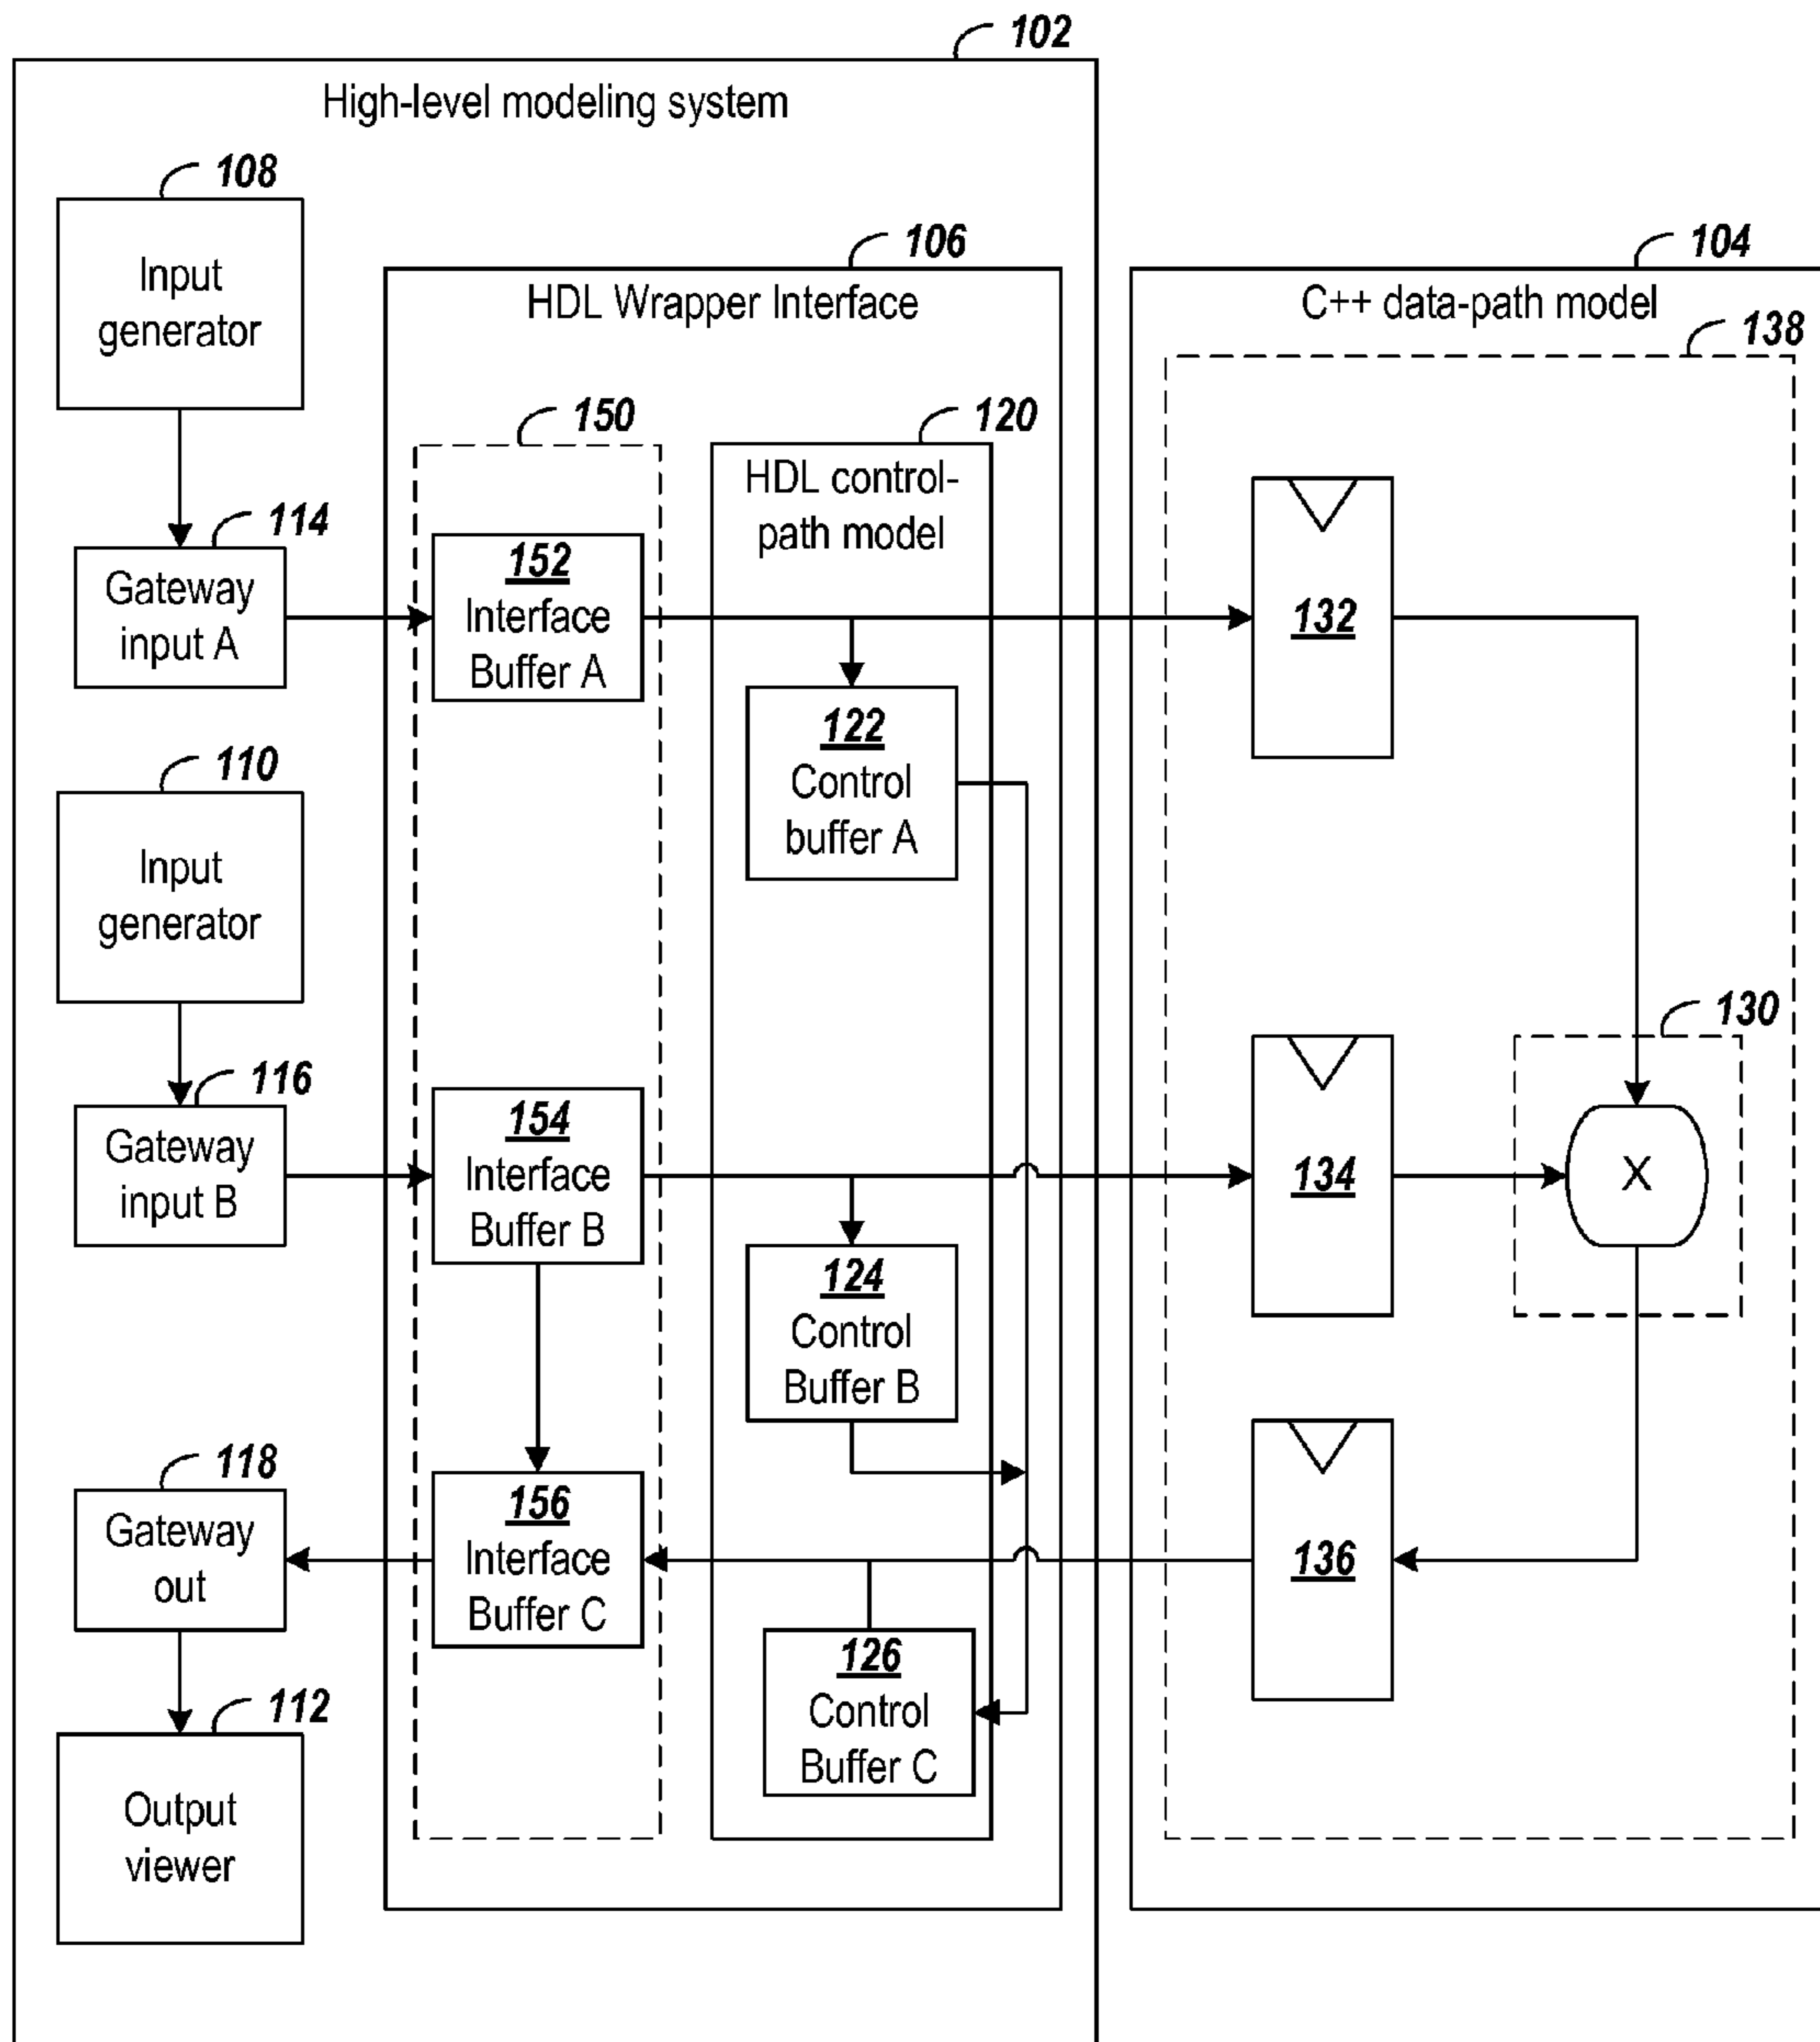 102
High-level modeling system
108
Input
generator
106
HDL Wrapper Interface
104
C++ data-path model
138
150
120
HDL control-
path model
114
Gateway
input A
152
Interface
Buffer A
132
122
Control
buffer A
110
Input
generator
130
116
Gateway
input B
154
Interface
Buffer B
134
X
124
Control
Buffer B
118
Gateway
out
156
Interface
Buffer C
136
126
Control
Buffer C
112
Output
viewer